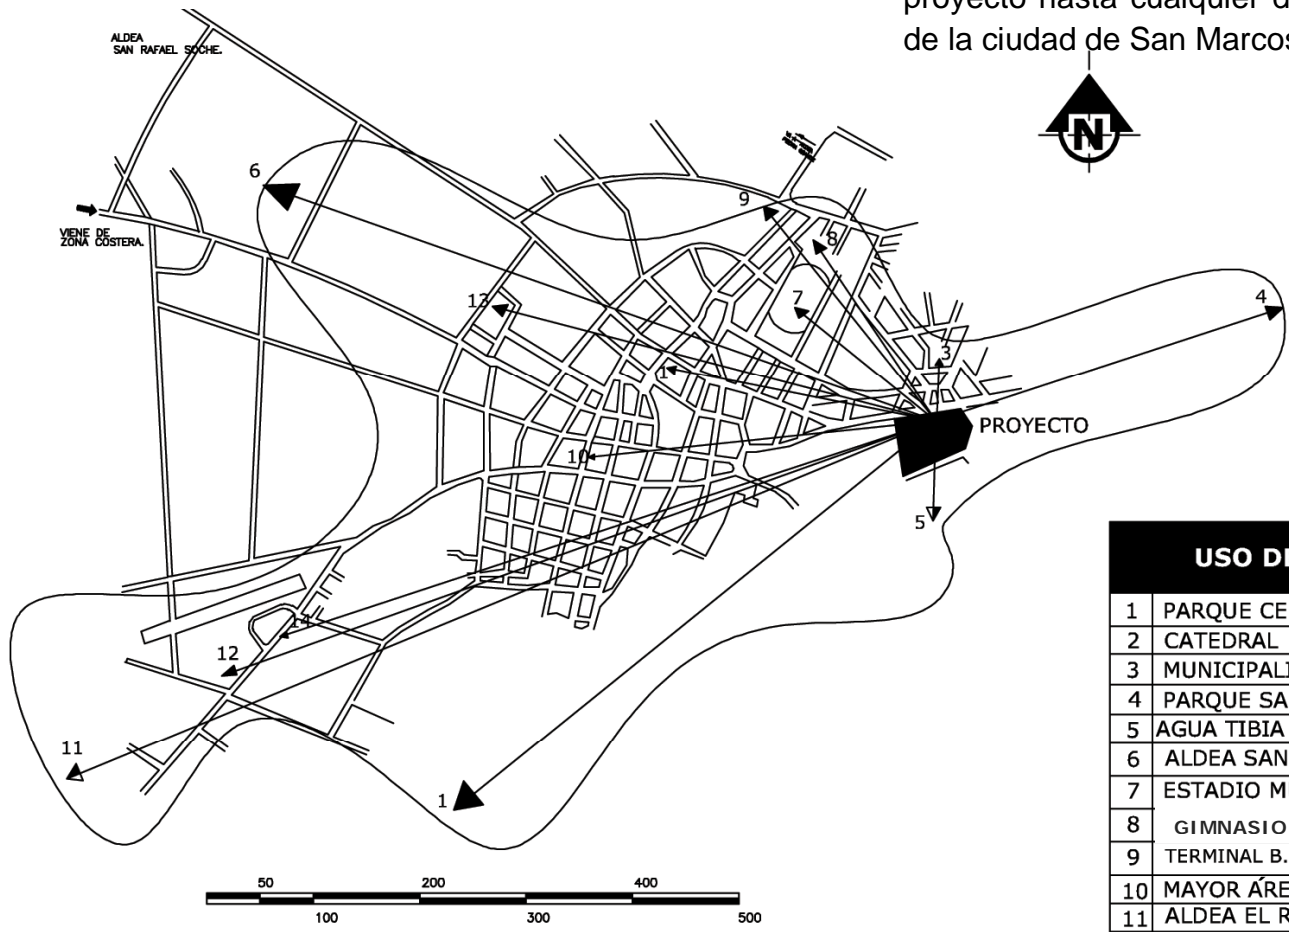 proyecto hasta cualquier d
de la ciudad de San Marcos
ALDEA
SAN RAFAEL SOCHE.
N
6
9
8
VIENE DE
ZONA COSTERA.
13
7
4
3
1
PROYECTO
10
5
14
12
11
1
USO DE
1 PARQUE CE
2 CATEDRAL
3 MUNICIPALI
4 PARQUE SA
5 AGUA TIBIA
6 ALDEA SAN
7 ESTADIO M
8 GIMNASIO
9 TERMINAL B.
10 MAYOR ÁRE
11 ALDEA EL R
50 200 400
100 300 500